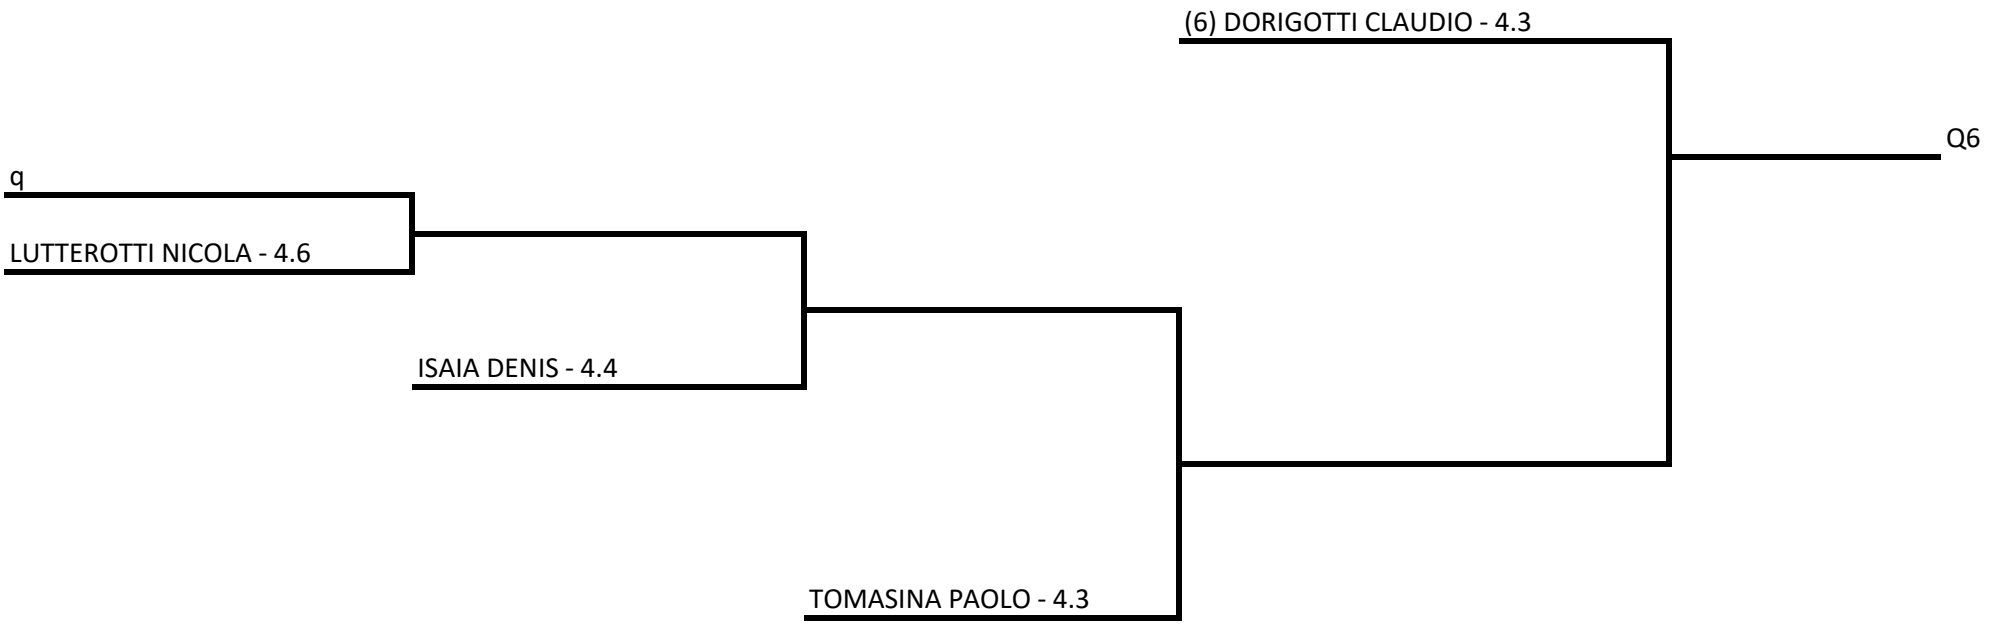 (6) DORIGOTTI CLAUDIO - 4.3
Q6
q
LUTTEROTTI NICOLA - 4.6
ISAIA DENIS - 4.4
TOMASINA PAOLO - 4.3